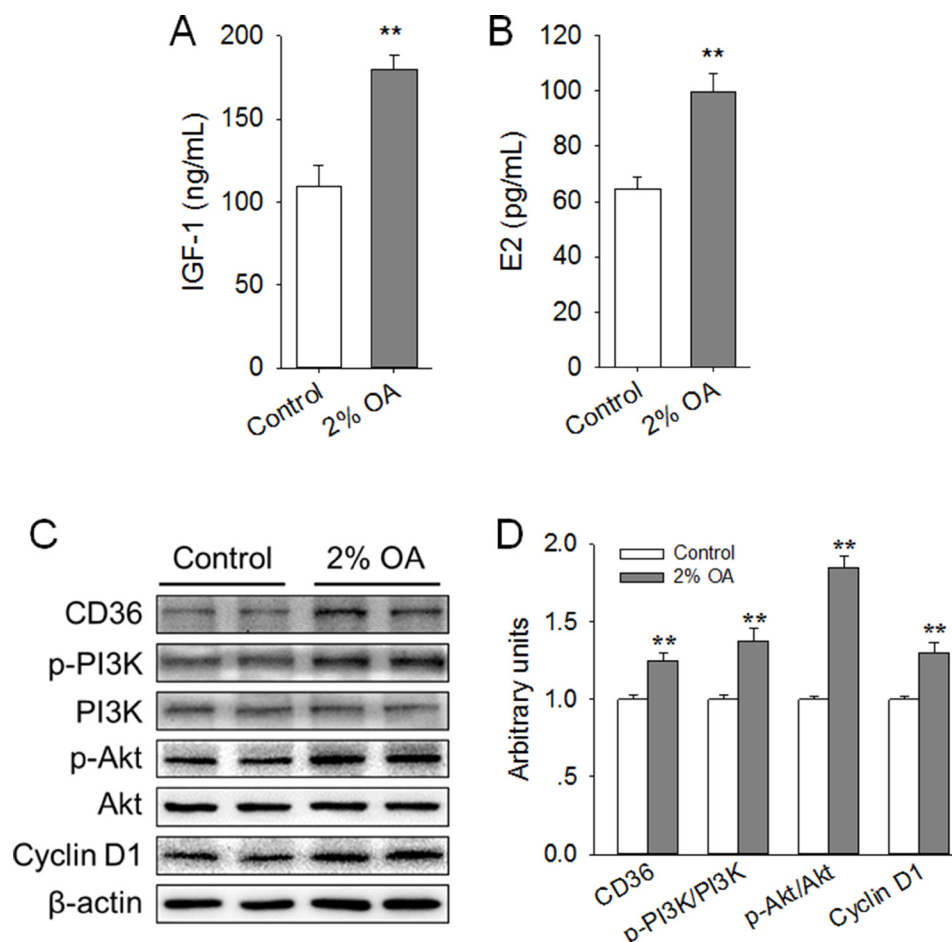 A
IGF-1 (ng/mL)
200
150
100
50
0
**
Control
2% OA
B
E2 (pg/mL)
120
100
80
60
40
20
0
**
Control
2% OA
C
Control 2% OA
CD36
p-PI3K
PI3K
p-Akt
Akt
Cyclin D1
β-actin
D
Arbitrary units
2.0
1.5
1.0
.5
0.0
Control
2% OA
** ** ** **
CD36
p-PI3K/PI3K
p-Akt/Akt
Cyclin D1